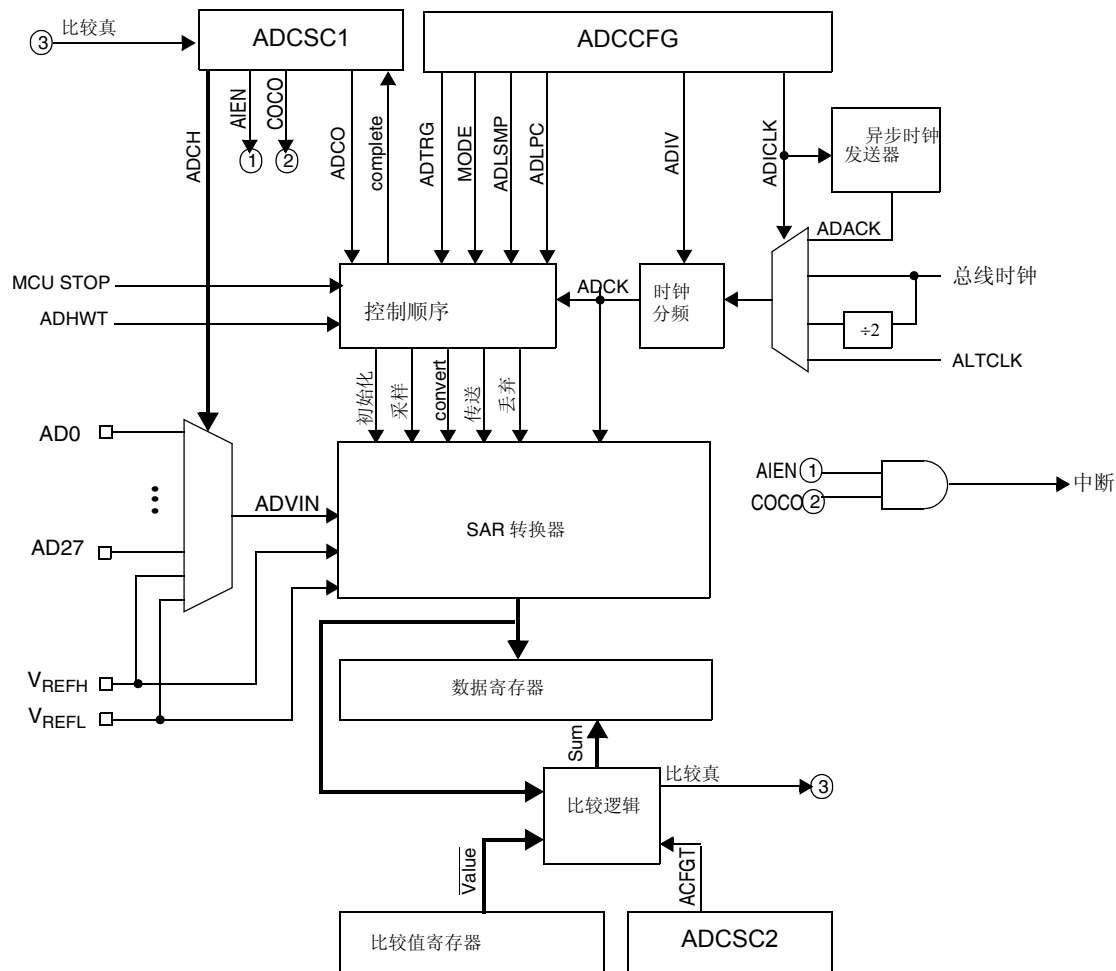 3 比较真
ADCSC1
ADCCFG
ADCH
AIEN
COCO
ADCO
complete
ADTRG
MODE
ADLSMP
ADLPC
ADIV
ADICLK
1
2
异步时钟
发送器
ADACK
MCU STOP
ADHWT
控制顺序
ADCK
时钟
分频
总线时钟
÷2
ALTCLK
初始化
采样
convert
传送
丢弃
AD0
AD27
ADVIN
SAR 转换器
AIEN 1
COCO 2
中断
VREFH
VREFL
数据寄存器
Sum
比较逻辑
比较真
3
Value
ACFGT
比较值寄存器
ADCSC2